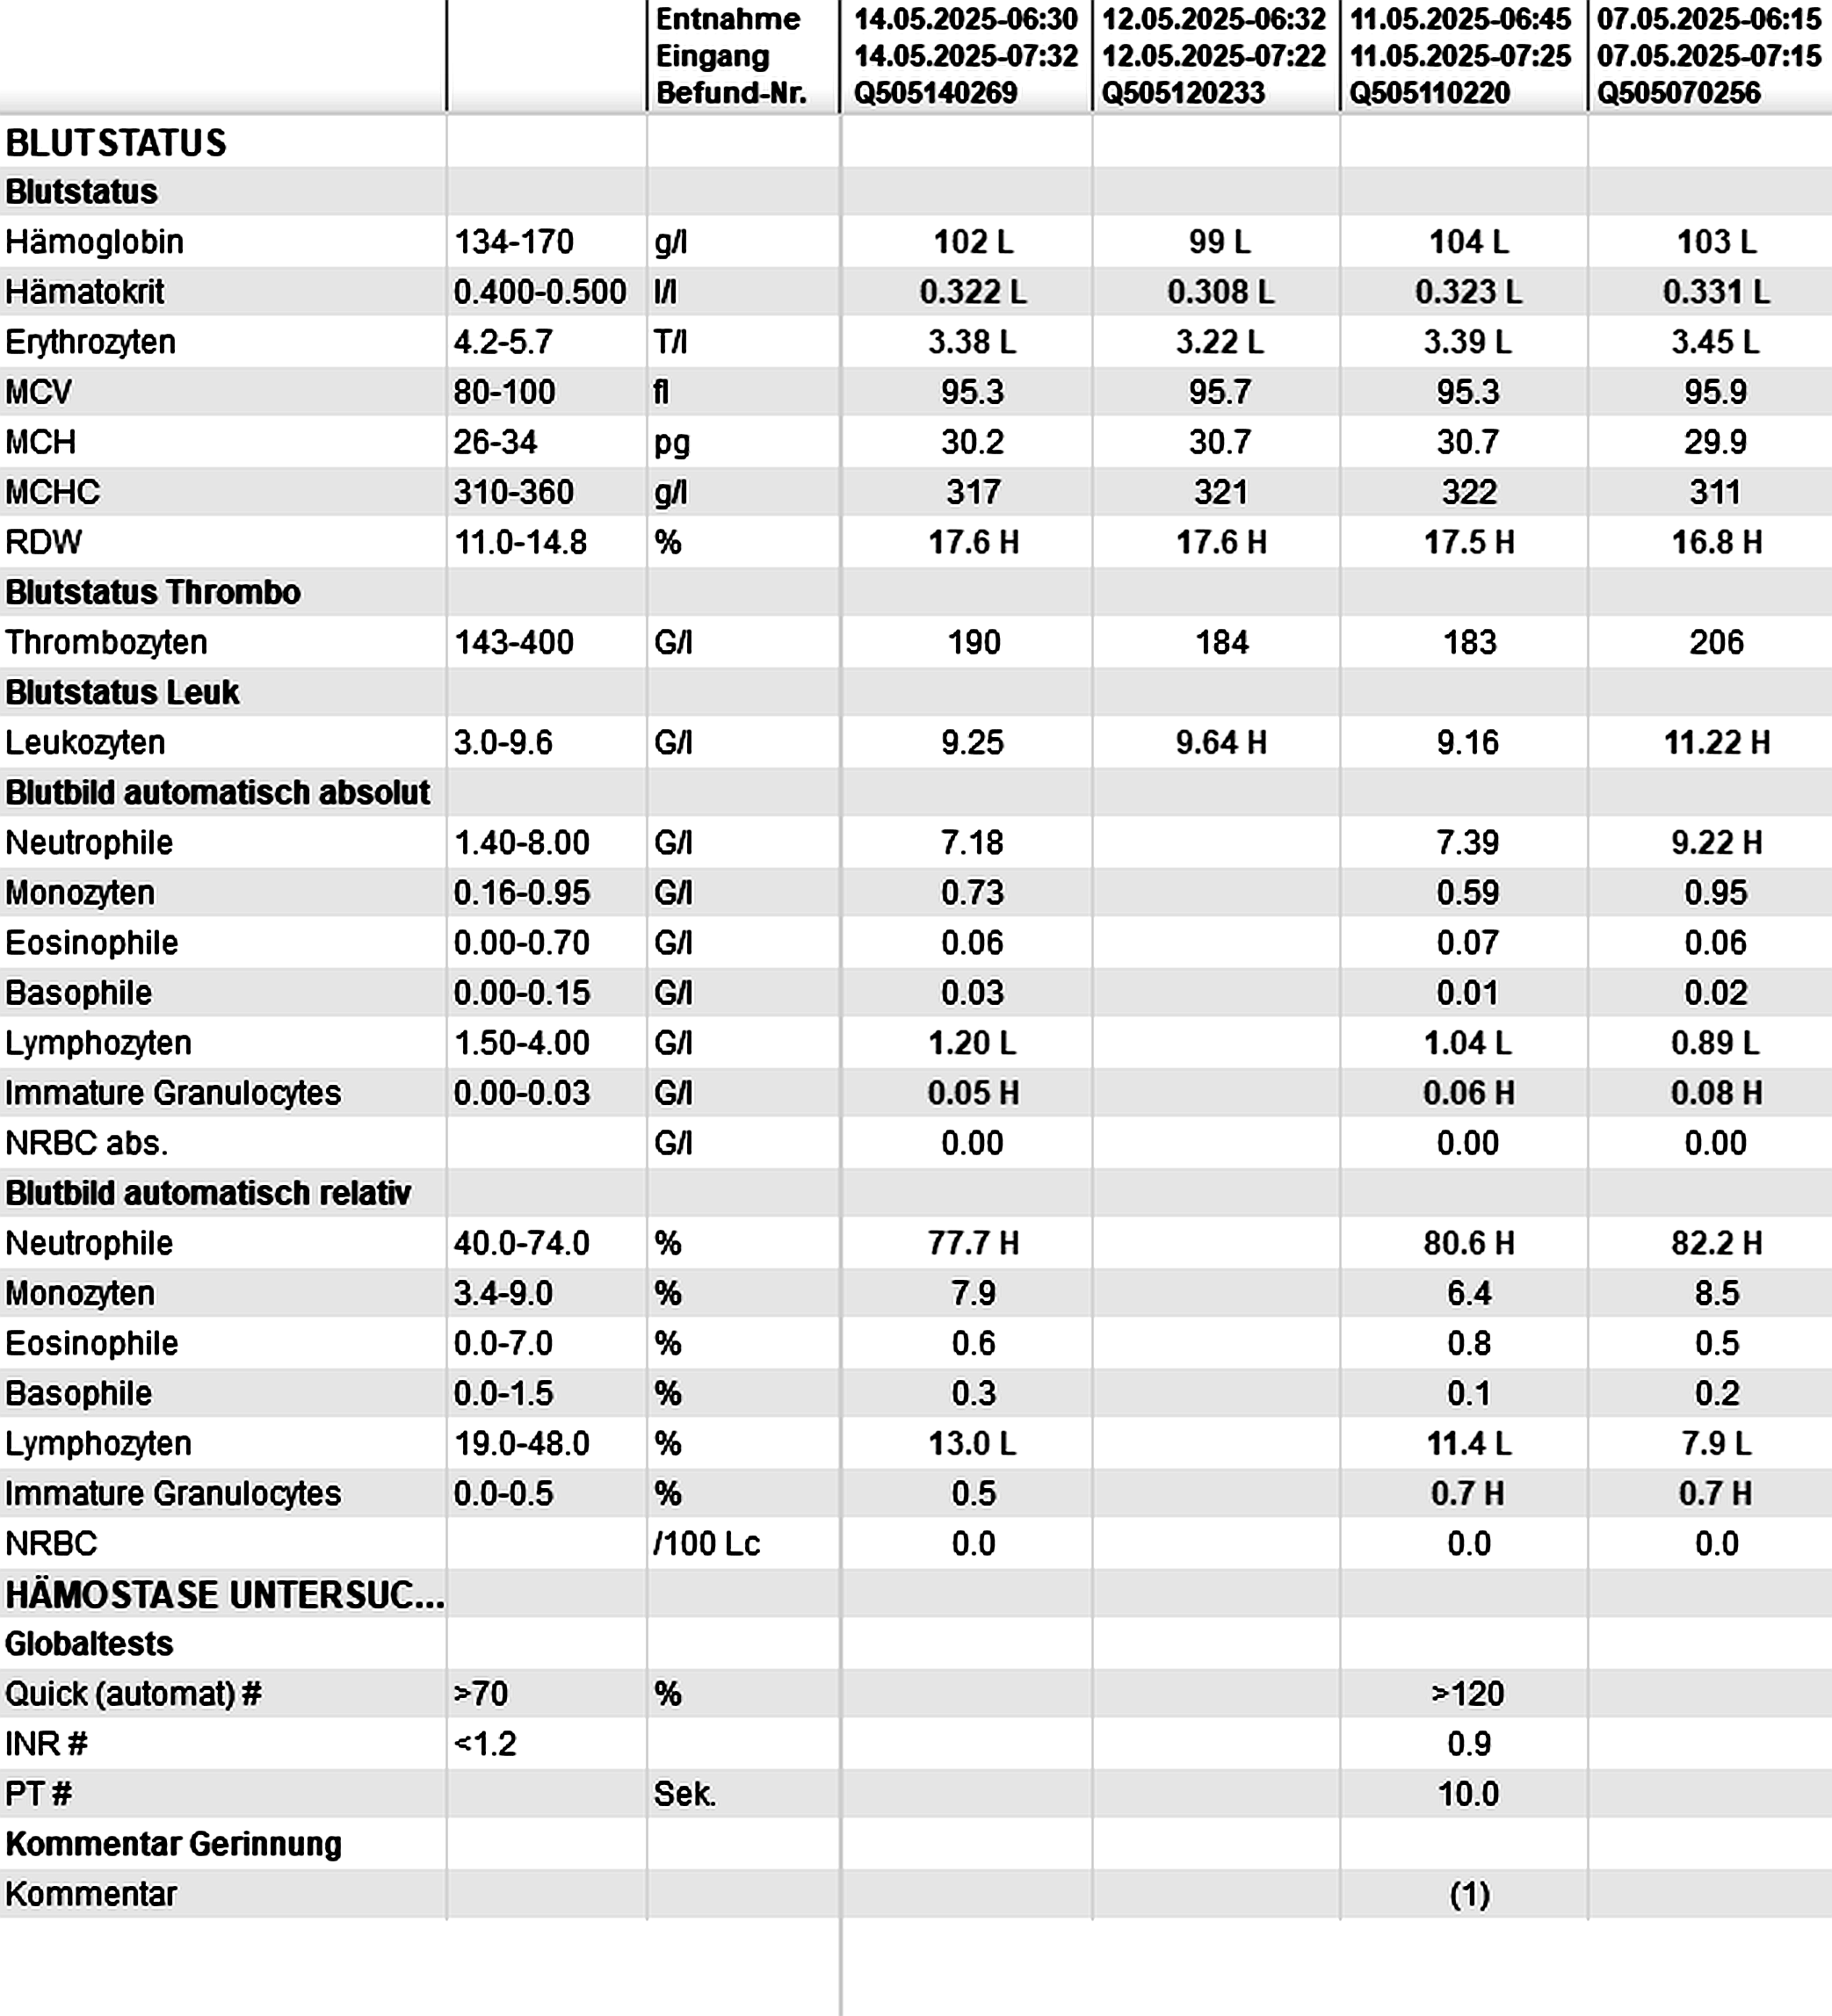 Entnahme 14.05.2025-06:30 12.05.2025-06:32 11.05.2025-06:45 07.05.2025-06:15
Eingang 14.05.2025-07:32 12.05.2025-07:22 11.05.2025-07:25 07.05.2025-07:15
Befund-Nr. Q505140269 Q505120233 Q505110220 Q505070256
BLUTSTATUS
Blutstatus
Hämoglobin 134-170 g/l 102 L 99 L 104 L 103 L
Hämatokrit 0.400-0.500 l/l 0.322 L 0.308 L 0.323 L 0.331 L
Erythrozyten 4.2-5.7 T/l 3.38 L 3.22 L 3.39 L 3.45 L
MCV 80-100 fl 95.3 95.7 95.3 95.9
MCH 26-34 pg 30.2 30.7 30.7 29.9
MCHC 310-360 g/l 317 321 322 311
RDW 11.0-14.8 % 17.6 H 17.6 H 17.5 H 16.8 H
Blutstatus Thrombo
Thrombozyten 143-400 G/l 190 184 183 206
Blutstatus Leuk
Leukozyten 3.0-9.6 G/l 9.25 9.64 H 9.16 11.22 H
Blutbild automatisch absolut
Neutrophile 1.40-8.00 G/l 7.18 7.39 9.22 H
Monozyten 0.16-0.95 G/l 0.73 0.59 0.95
Eosinophile 0.00-0.70 G/l 0.06 0.07 0.06
Basophile 0.00-0.15 G/l 0.03 0.01 0.02
Lymphozyten 1.50-4.00 G/l 1.20 L 1.04 L 0.89 L
Immature Granulocytes 0.00-0.03 G/l 0.05 H 0.06 H 0.08 H
NRBC abs. G/l 0.00 0.00 0.00
Blutbild automatisch relativ
Neutrophile 40.0-74.0 % 77.7 H 80.6 H 82.2 H
Monozyten 3.4-9.0 % 7.9 6.4 8.5
Eosinophile 0.0-7.0 % 0.6 0.8 0.5
Basophile 0.0-1.5 % 0.3 0.1 0.2
Lymphozyten 19.0-48.0 % 13.0 L 11.4 L 7.9 L
Immature Granulocytes 0.0-0.5 % 0.5 0.7 H 0.7 H
NRBC /100 Lc 0.0 0.0 0.0
HÄMOSTASE UNTERSUC...
Globaltests
Quick (automat) # >70 % >120
INR # <1.2 0.9
PT # Sek. 10.0
Kommentar Gerinnung
Kommentar (1)